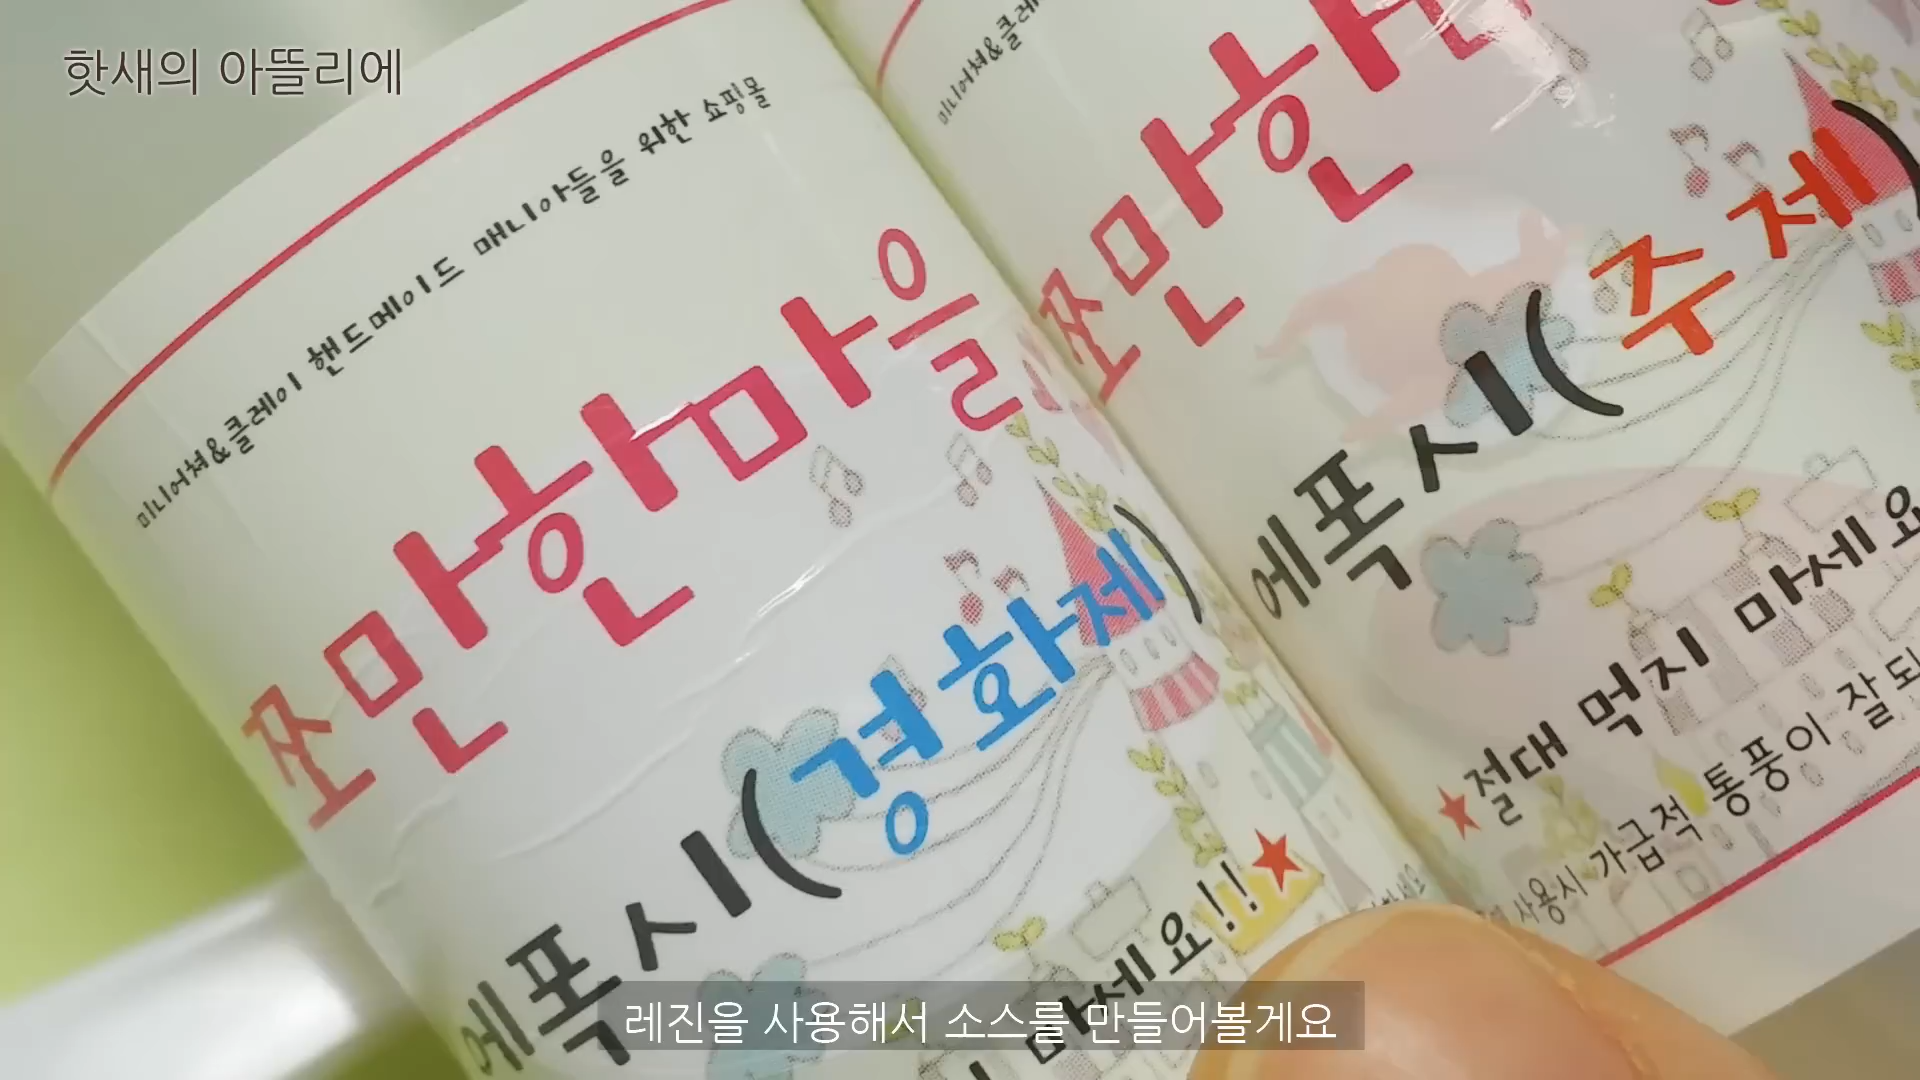 핫새의 아뜰리에
미니어쳐&클레이 핸드메이드 매니아들을 위한 쇼핑몰
쪼만한마을
에폭시(경화제)
마세요!!★
미니어쳐&클레
쪼만한
에폭시(주제)
★절대 먹지 마세요
사용시 가급적 통풍이 잘되
레진을 사용해서 소스를 만들어볼게요